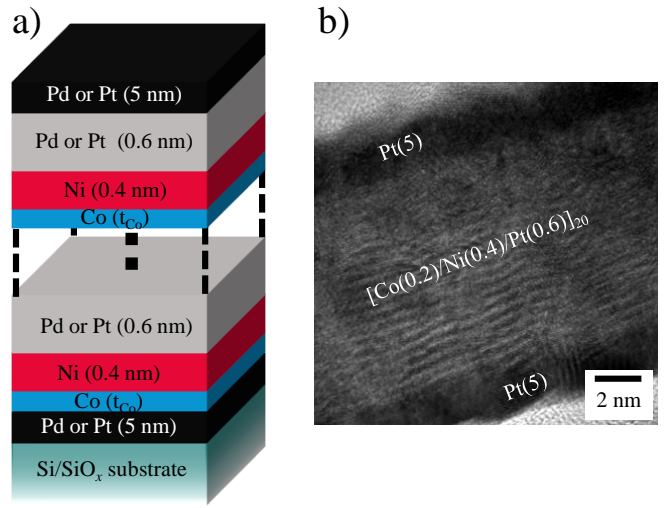 a)
Pd or Pt (5 nm)
Pd or Pt (0.6 nm)
Ni (0.4 nm)
Co (tCo)
Pd or Pt (0.6 nm)
Ni (0.4 nm)
Co (tCo)
Pd or Pt (5 nm)
Si/SiOx substrate
b)
Pt(5)
[Co(0.2)/Ni(0.4)/Pt(0.6)]20
Pt(5)
2 nm